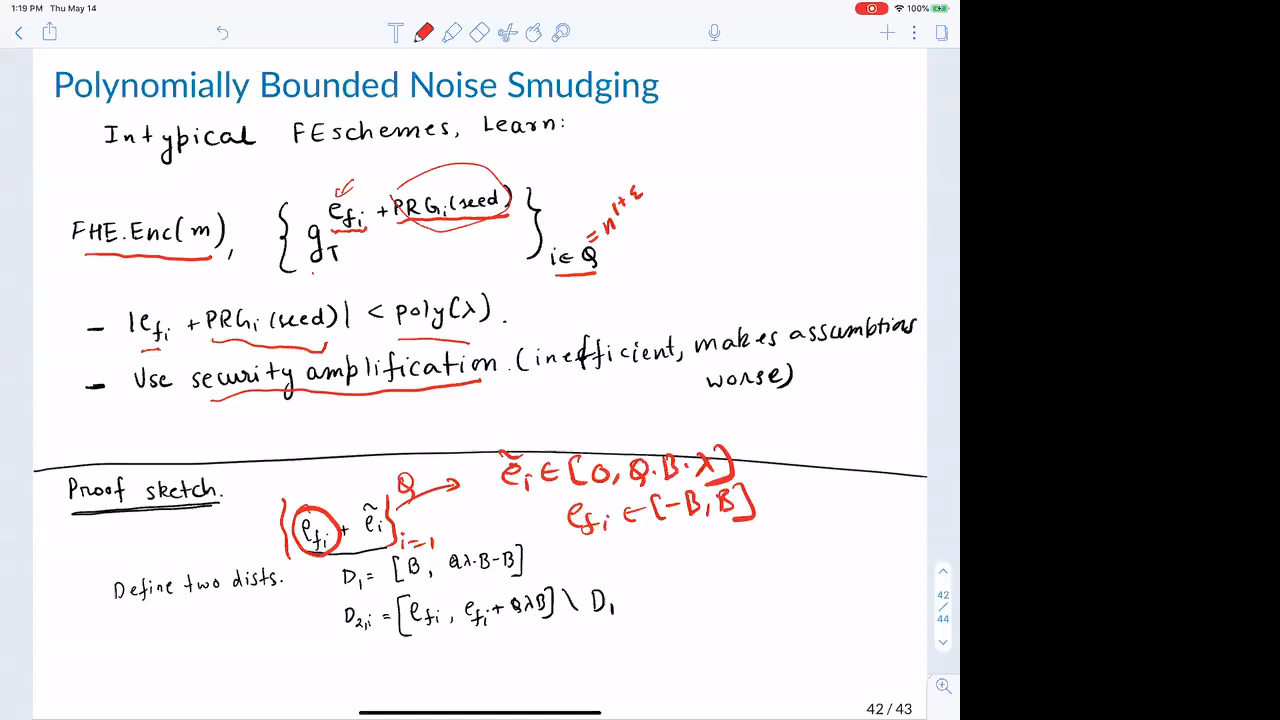 1:19 PM Thu May 14
100%
Polynomially Bounded Noise Smudging
In typical FE schemes, Learn:
FHE.Enc(m), { g_T^{e_{f_i} + PRG_i(seed)} }_{i ∈ Q} = n^{1+ε}
- |e_{f_i} + PRG_i(seed)| < poly(λ).
- Use security amplification. (inefficient, makes assumptions
worse)
Proof sketch.
{ e_{f_i} + ẽ_i }_{i=1}^{Q} → ẽ_i ∈ [0, Q·B·λ]
e_{f_i} ∈ [-B, B]
Define two dists. D_1 = [B, Qλ·B-B]
D_{2,i} = [e_{f_i}, e_{f_i} + QλB] \ D_1
42
/
44
42 / 43